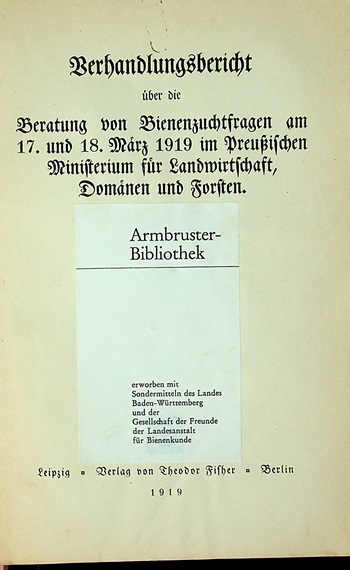 Verhandlungsbericht
über die
Beratung von Bienenzuchtfragen am
17. und 18. März 1919 im Preußischen
Ministerium für Landwirtschaft,
Domänen und Forsten.
Armbruster-
Bibliothek
erworben mit
Sondermitteln des Landes
Baden-Württemberg
und der
Gesellschaft der Freunde
der Landesanstalt
für Bienenkunde
Leipzig ▫ Verlag von Theodor Fisher ▫ Berlin
1919